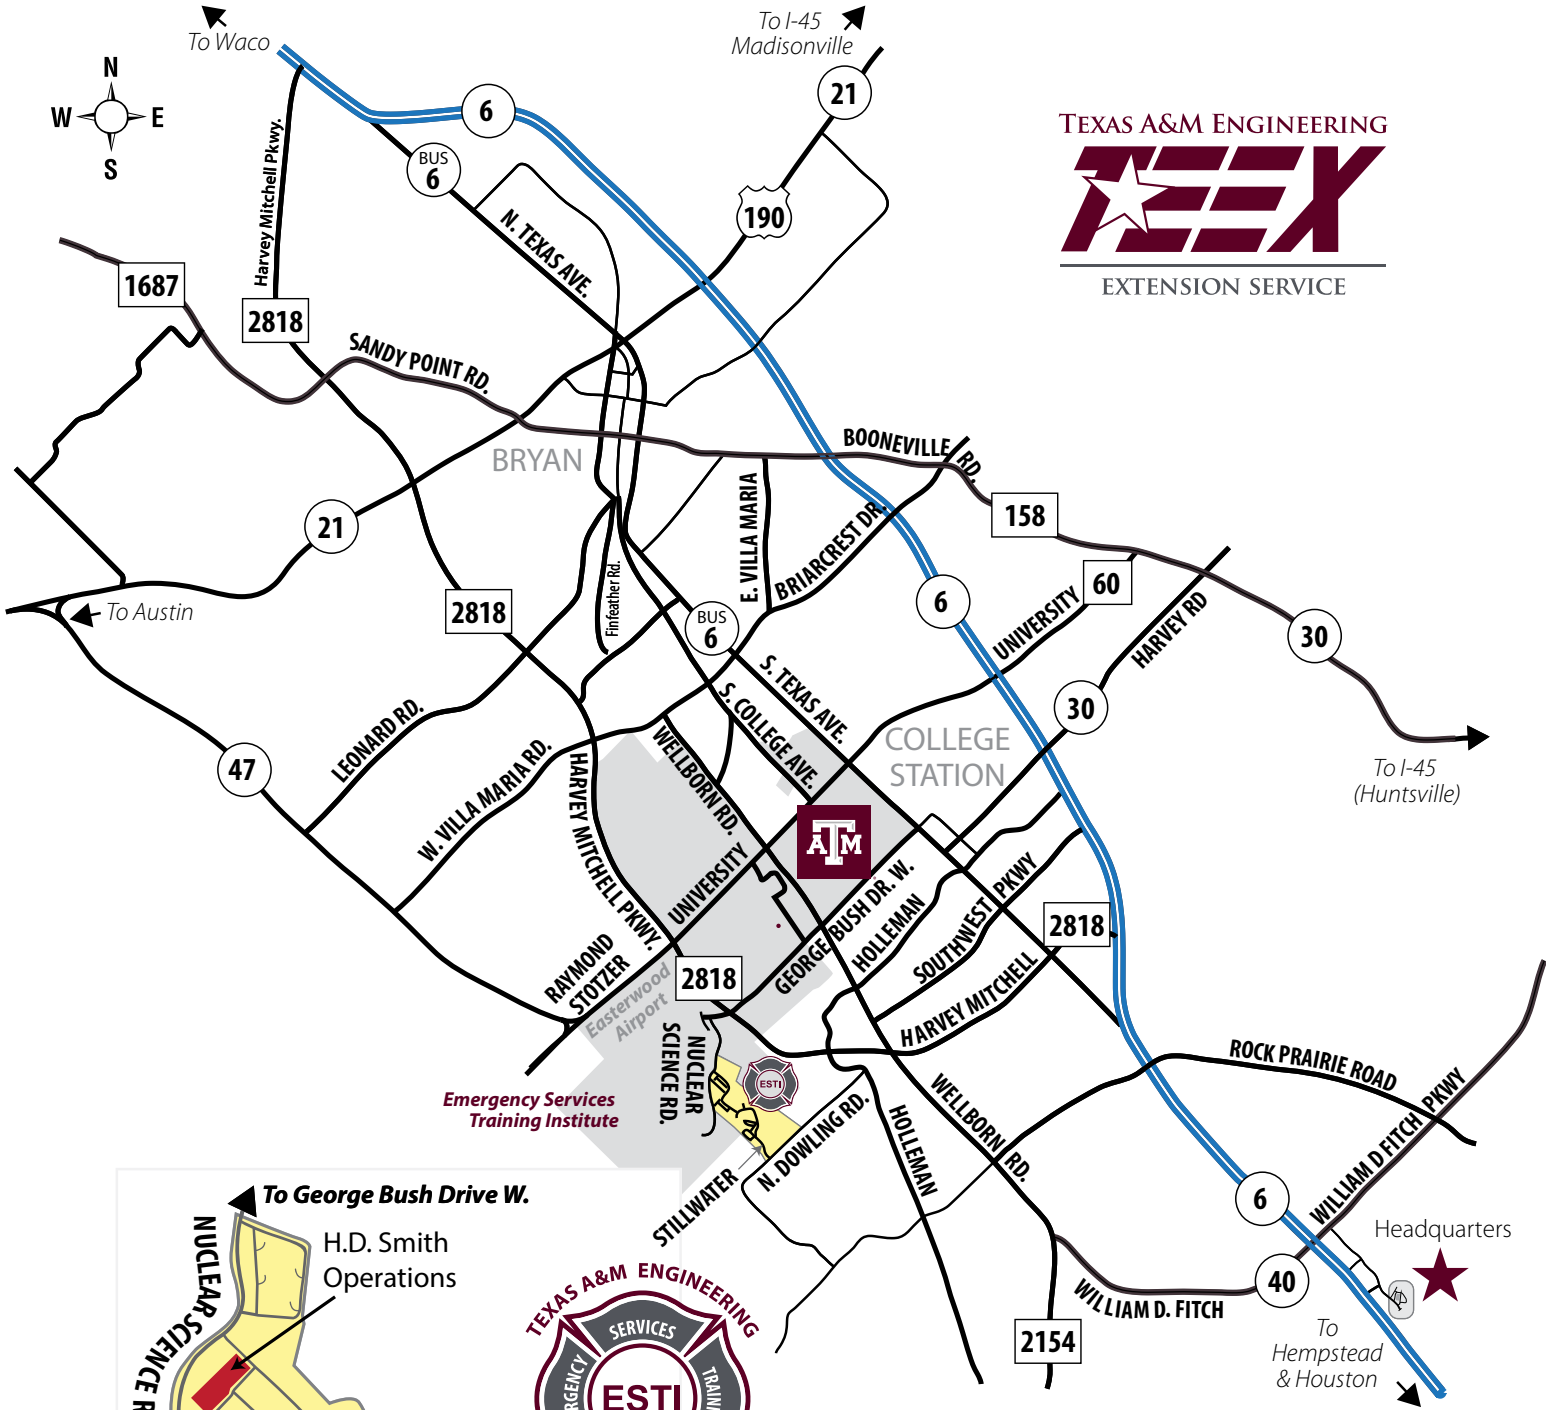 To Waco
To I-45
Madisonville
N
W
E
S
6
21
BUS
6
190
TEXAS A&M ENGINEERING
TEEX
EXTENSION SERVICE
Harvey Mitchell Pkwy.
N. TEXAS AVE.
1687
2818
SANDY POINT RD.
BRYAN
BOONEVILLE RD.
158
21
E. VILLA MARIA
BRIARCREST DR.
Finfeather Rd.
To Austin
2818
BUS
6
6
UNIVERSITY
60
HARVEY RD
30
30
S. TEXAS AVE.
S. COLLEGE AVE.
COLLEGE
STATION
LEONARD RD.
47
W. VILLA MARIA RD.
WELLBORN RD.
HARVEY MITCHELL PKWY.
To I-45
(Huntsville)
ATM
UNIVERSITY
GEORGE BUSH DR. W.
HOLLEMAN
SOUTHWEST PKWY
2818
RAYMOND
STOTZER
Easterwood
Airport
2818
HARVEY MITCHELL
NUCLEAR
SCIENCE RD.
ESTI
Emergency Services
Training Institute
ROCK PRAIRIE ROAD
WELLBORN RD.
HOLLEMAN
N. DOWLING RD.
STILLWATER
WILLIAM D FITCH PKWY
6
Headquarters
40
WILLIAM D. FITCH
2154
To
Hempstead
& Houston
To George Bush Drive W.
H.D. Smith
Operations
NUCLEAR SCIENCE R
TEXAS A&M ENGINEERING
SERVICES
RGENCY
TRAIN
ESTI